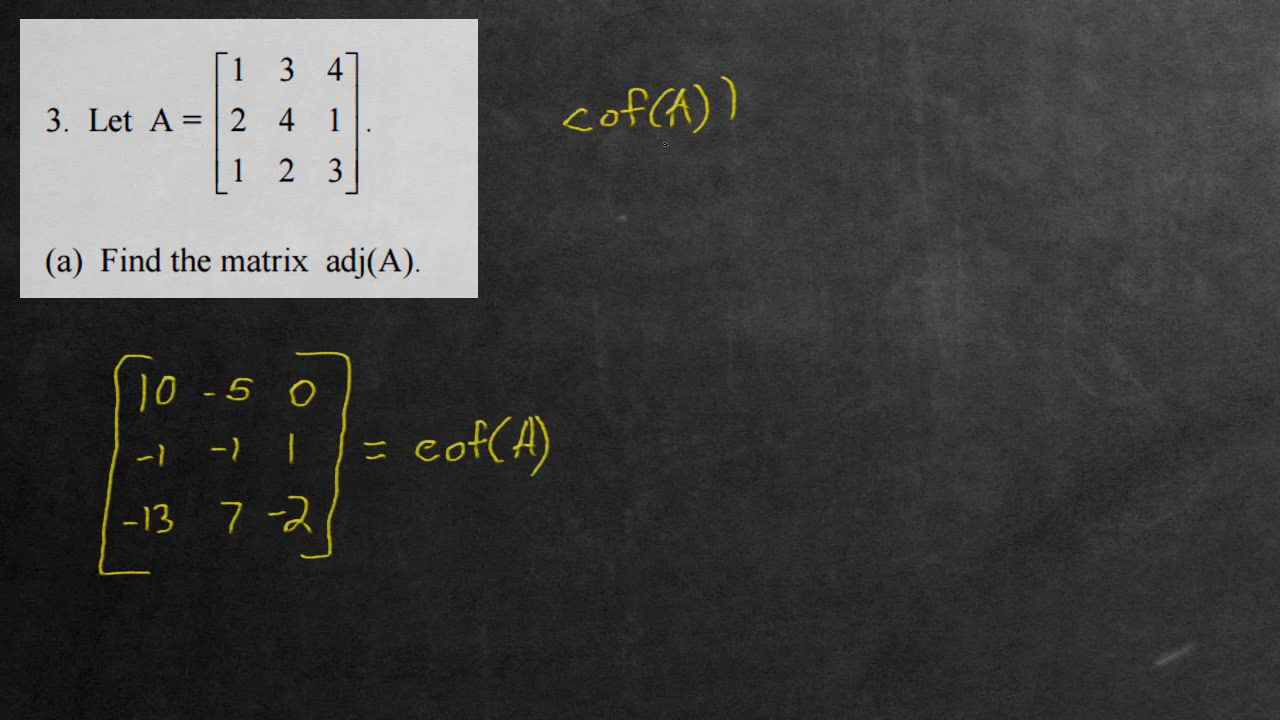 3. Let A = [1 3 4
2 4 1
1 2 3].
(a) Find the matrix adj(A).
cof(A))
[10 -5 0
-1 -1 1
-13 7 -2] = cof(A)